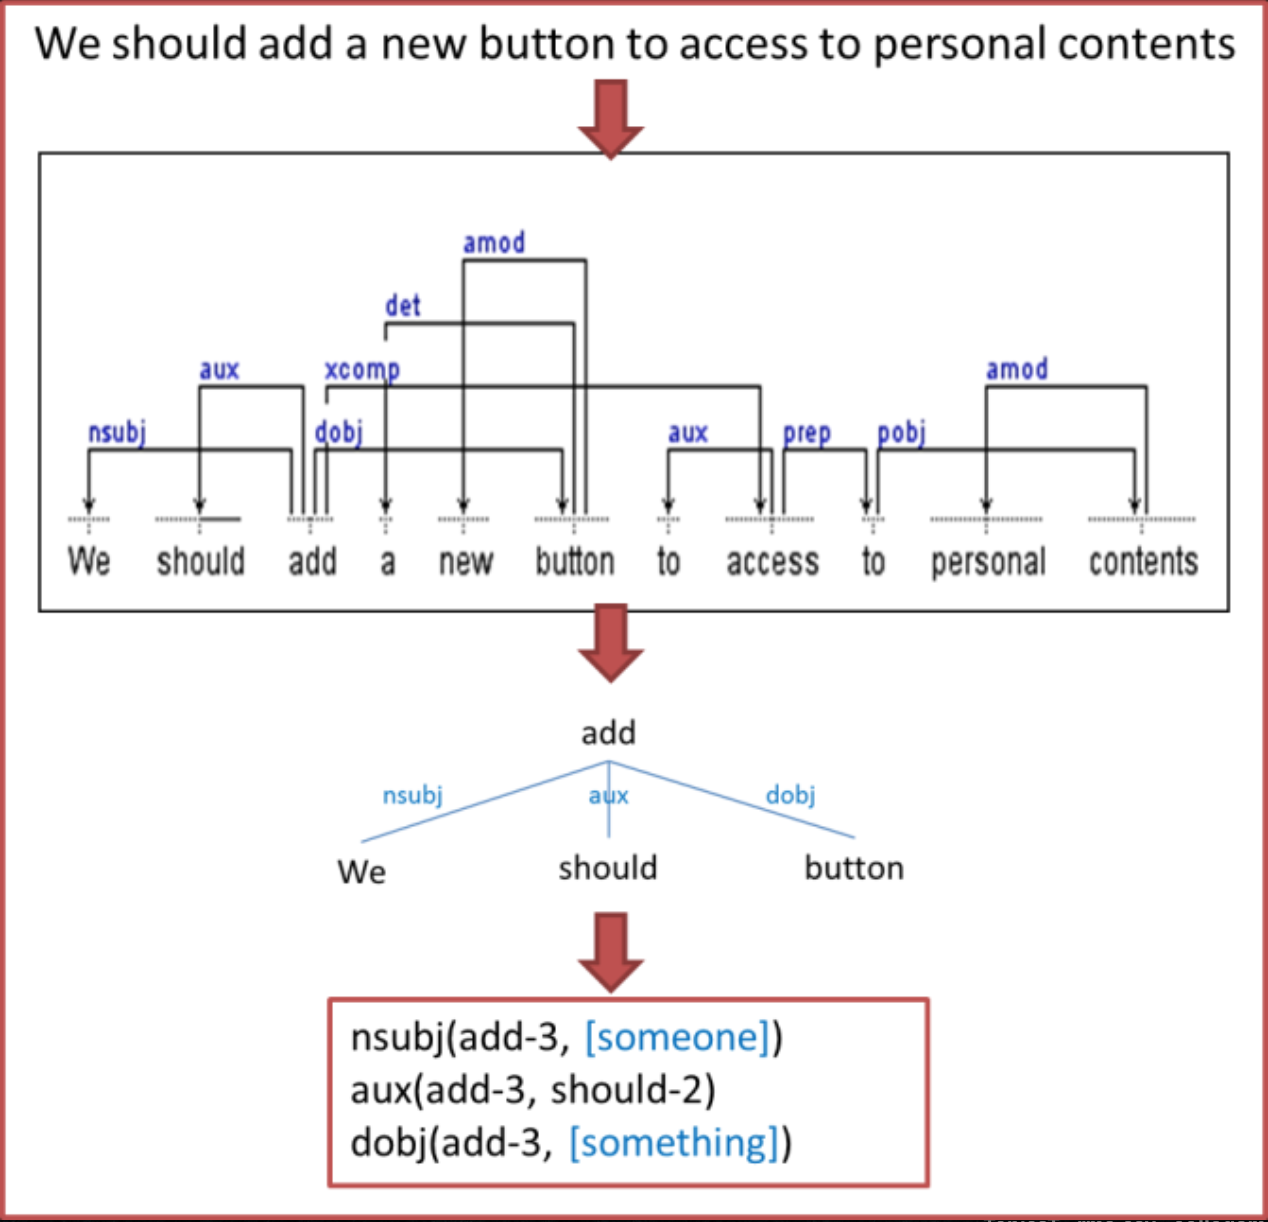 We should add a new button to access to personal contents
amod
det
aux xcomp amod
nsubj dobj aux prep pobj
We should add a new button to access to personal contents
add
nsubj aux dobj
We should button
nsubj(add-3, [someone])
aux(add-3, should-2)
dobj(add-3, [something])